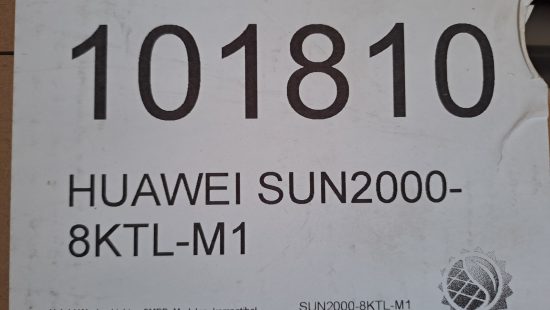 101810
HUAWEI SUN2000-
8KTL-M1
SUN2000-8KTL-M1